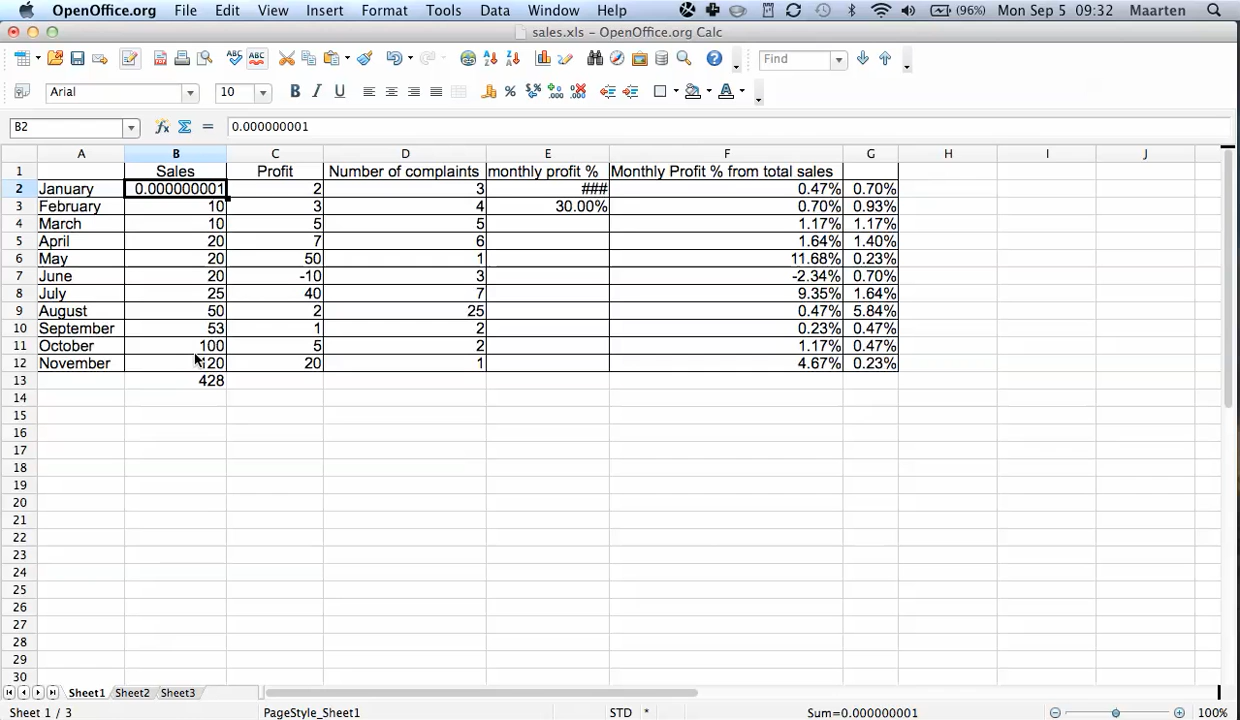 OpenOffice.org File Edit View Insert Format Tools Data Window Help (96%) Mon Sep 5 09:32 Maarten
sales.xls – OpenOffice.org Calc
Find
Arial 10
B2 0.000000001
A B C D E F G H I J
1 Sales Profit Number of complaints monthly profit % Monthly Profit % from total sales
2 January 0.000000001 2 3 ### 0.47% 0.70%
3 February 10 3 4 30.00% 0.70% 0.93%
4 March 10 5 5 1.17% 1.17%
5 April 20 7 6 1.64% 1.40%
6 May 20 50 1 11.68% 0.23%
7 June 20 -10 3 -2.34% 0.70%
8 July 25 40 7 9.35% 1.64%
9 August 50 2 25 0.47% 5.84%
10 September 53 1 2 0.23% 0.47%
11 October 100 5 2 1.17% 0.47%
12 November 120 20 1 4.67% 0.23%
13 428
14
15
16
17
18
19
20
21
22
23
24
25
26
27
28
29
30
Sheet1 Sheet2 Sheet3
Sheet 1 / 3 PageStyle_Sheet1 STD * Sum=0.000000001 100%